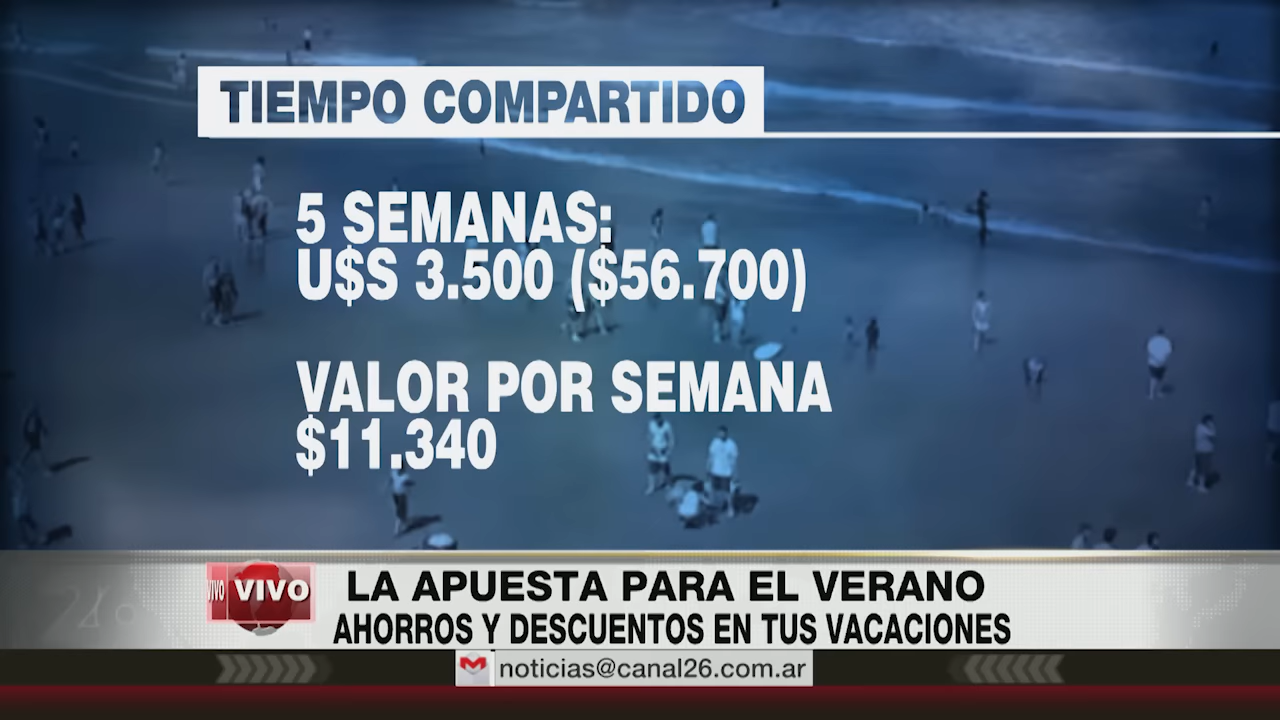 TIEMPO COMPARTIDO
5 SEMANAS:
U$S 3.500 ($56.700)
VALOR POR SEMANA
$11.340
VIVO VIVO
LA APUESTA PARA EL VERANO
AHORROS Y DESCUENTOS EN TUS VACACIONES
noticias@canal26.com.ar